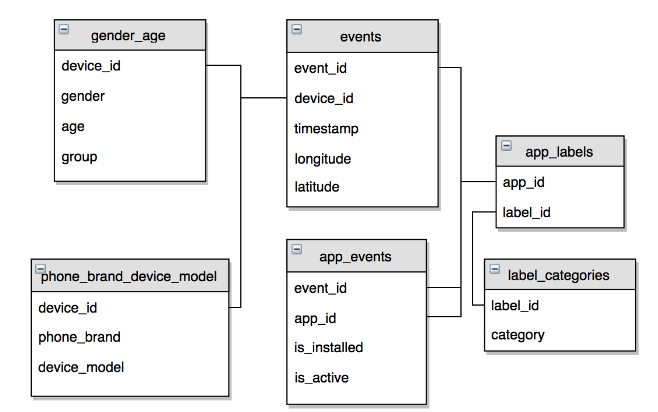 gender_age
device_id
gender
age
group
events
event_id
device_id
timestamp
longitude
latitude
app_labels
app_id
label_id
phone_brand_device_model
device_id
phone_brand
device_model
app_events
event_id
app_id
is_installed
is_active
label_categories
label_id
category